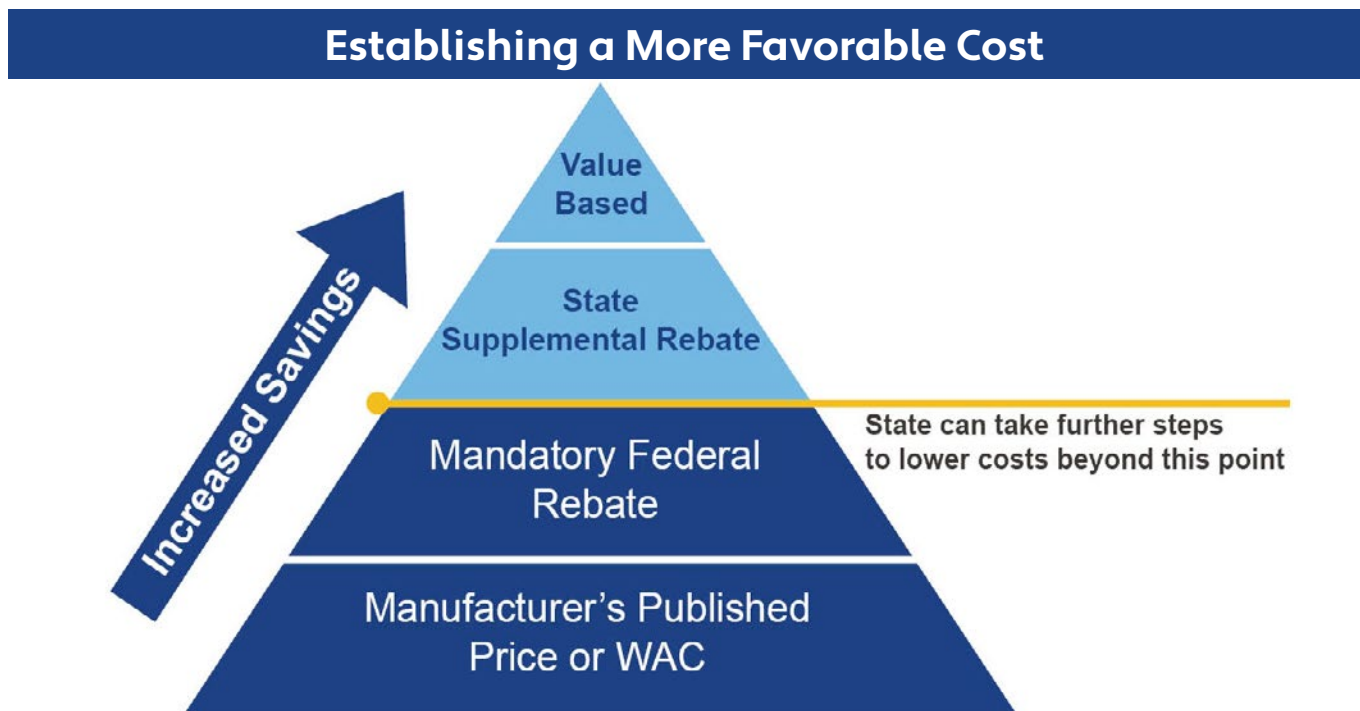 Establishing a More Favorable Cost
Value
Based
State
Supplemental Rebate
Increased Savings
Mandatory Federal
Rebate
State can take further steps
to lower costs beyond this point
Manufacturer's Published
Price or WAC